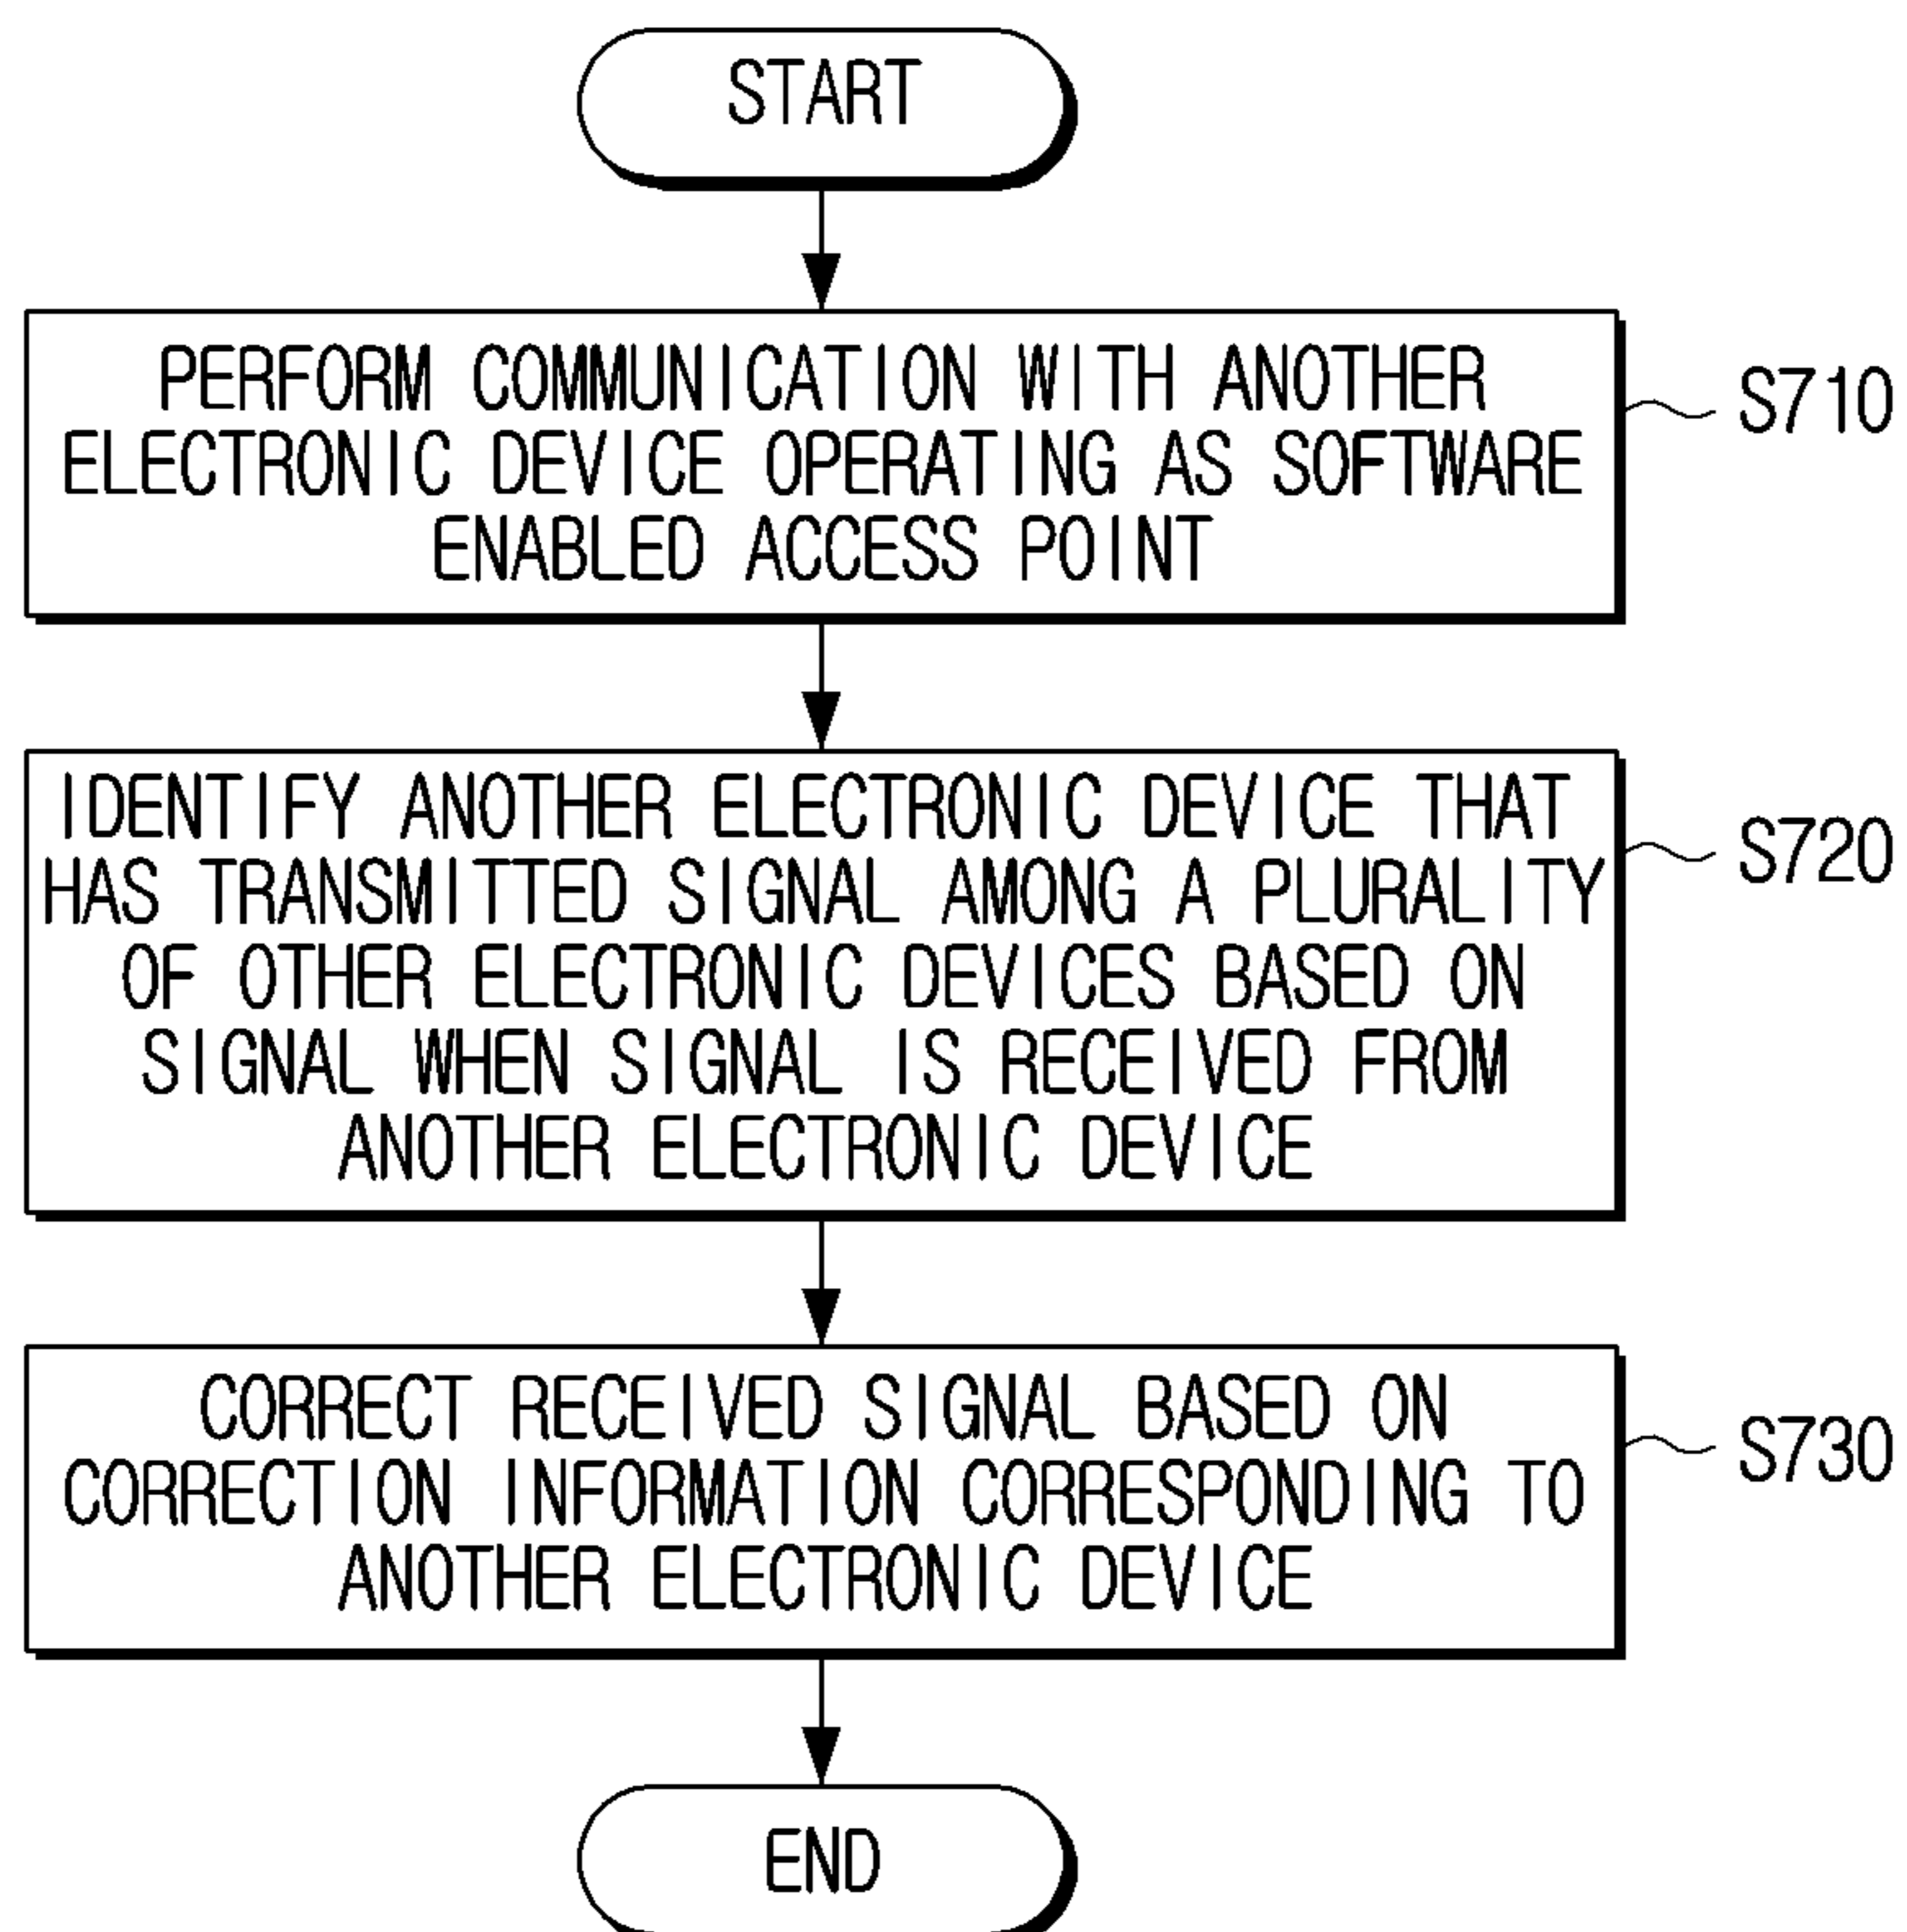 START
PERFORM COMMUNICATION WITH ANOTHER
ELECTRONIC DEVICE OPERATING AS SOFTWARE
ENABLED ACCESS POINT
S710
IDENTIFY ANOTHER ELECTRONIC DEVICE THAT
HAS TRANSMITTED SIGNAL AMONG A PLURALITY
OF OTHER ELECTRONIC DEVICES BASED ON
SIGNAL WHEN SIGNAL IS RECEIVED FROM
ANOTHER ELECTRONIC DEVICE
S720
CORRECT RECEIVED SIGNAL BASED ON
CORRECTION INFORMATION CORRESPONDING TO
ANOTHER ELECTRONIC DEVICE
S730
END